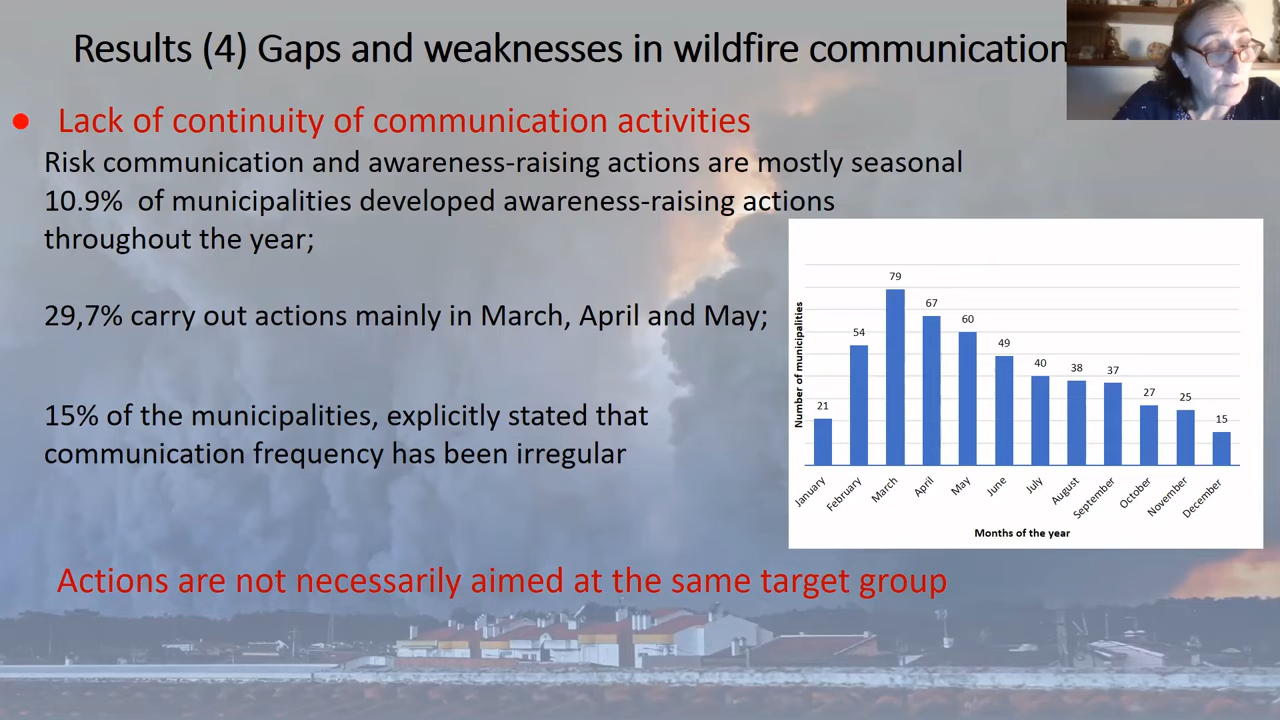 Results (4) Gaps and weaknesses in wildfire communication
● Lack of continuity of communication activities
Risk communication and awareness-raising actions are mostly seasonal
10.9% of municipalities developed awareness-raising actions
throughout the year;
29,7% carry out actions mainly in March, April and May;
15% of the municipalities, explicitly stated that
communication frequency has been irregular
Actions are not necessarily aimed at the same target group
Number of municipalities
21
54
79
67
60
49
40
38
37
27
25
15
January
February
March
April
May
June
July
August
September
October
November
December
Months of the year